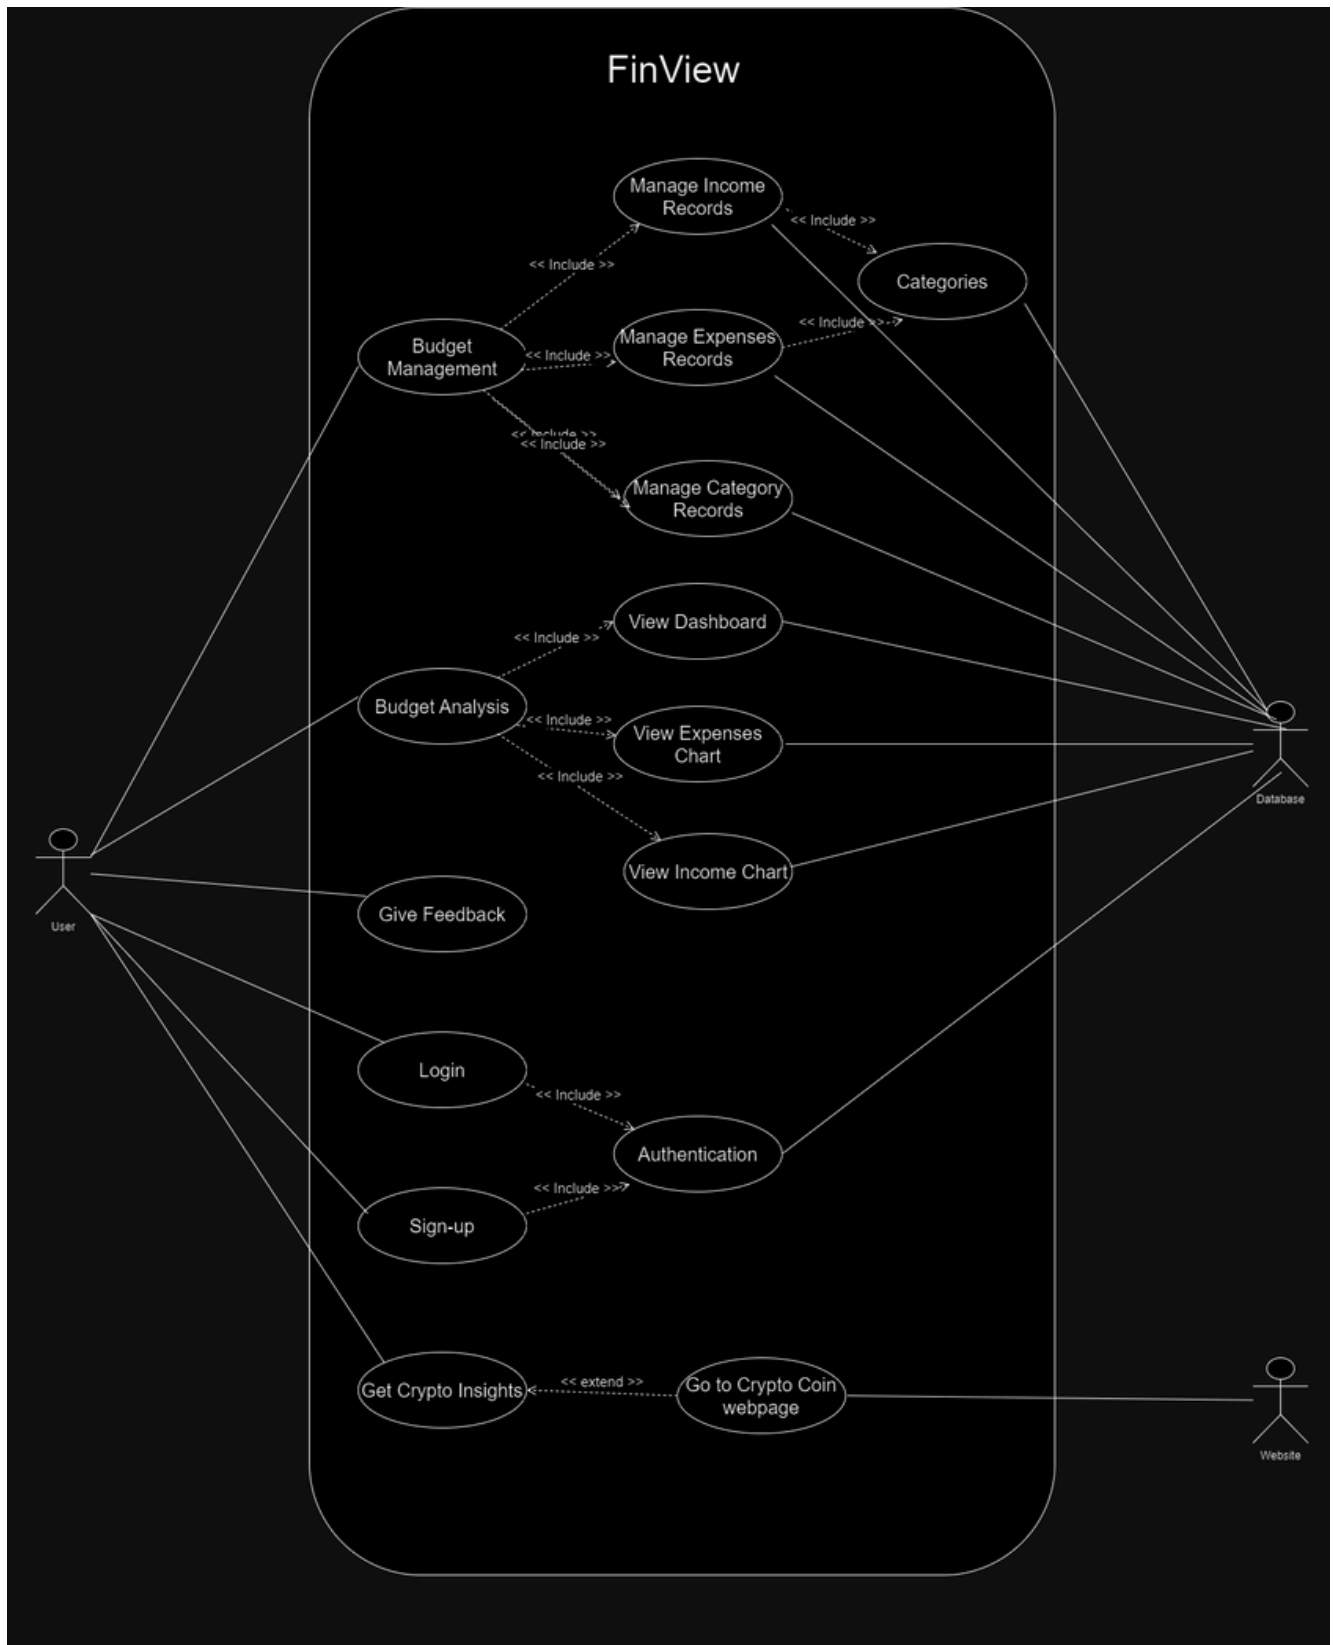 FinView
Manage Income
Records
<< Include >>
Categories
<< Include >>
<< Include >>
Manage Expenses
Records
Budget
Management
<< Include >>
<< Include >>
<< Include >>
Manage Category
Records
View Dashboard
<< Include >>
Budget Analysis
<< Include >>
View Expenses
Chart
<< Include >>
Database
View Income Chart
User
Give Feedback
Login
<< Include >>
Authentication
<< Include >>
Sign-up
Get Crypto Insights
<< extend >>
Go to Crypto Coin
webpage
Website